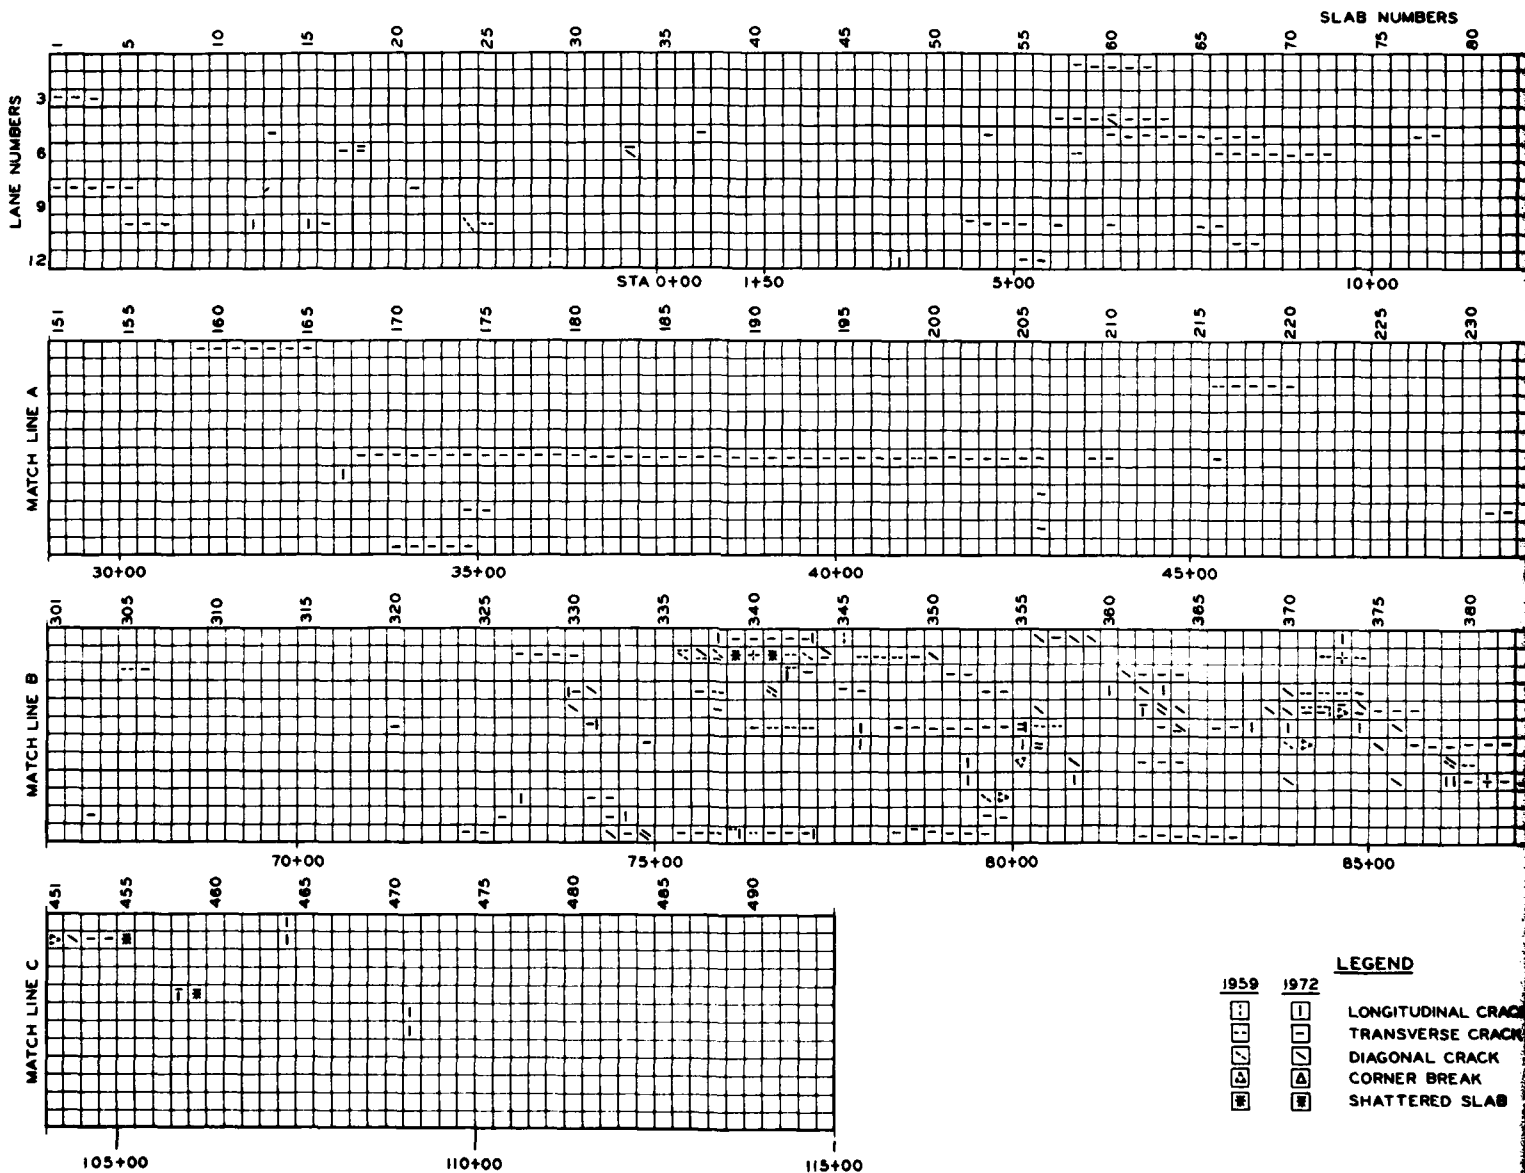 SLAB NUMBERS
1 5 10 15 20 25 30 35 40 45 50 55 60 65 70 75 80
LANE NUMBERS
3
6
9
12
STA 0+00 1+50 5+00 10+00
151 155 160 165 170 175 180 185 190 195 200 205 210 215 220 225 230
MATCH LINE A
30+00 35+00 40+00 45+00
301 305 310 315 320 325 330 335 340 345 350 355 360 365 370 375 380
MATCH LINE B
70+00 75+00 80+00 85+00
451 455 460 465 470 475 480 485 490
MATCH LINE C
105+00 110+00 115+00
LEGEND
1959 1972
LONGITUDINAL CRACK
TRANSVERSE CRACK
DIAGONAL CRACK
CORNER BREAK
SHATTERED SLAB